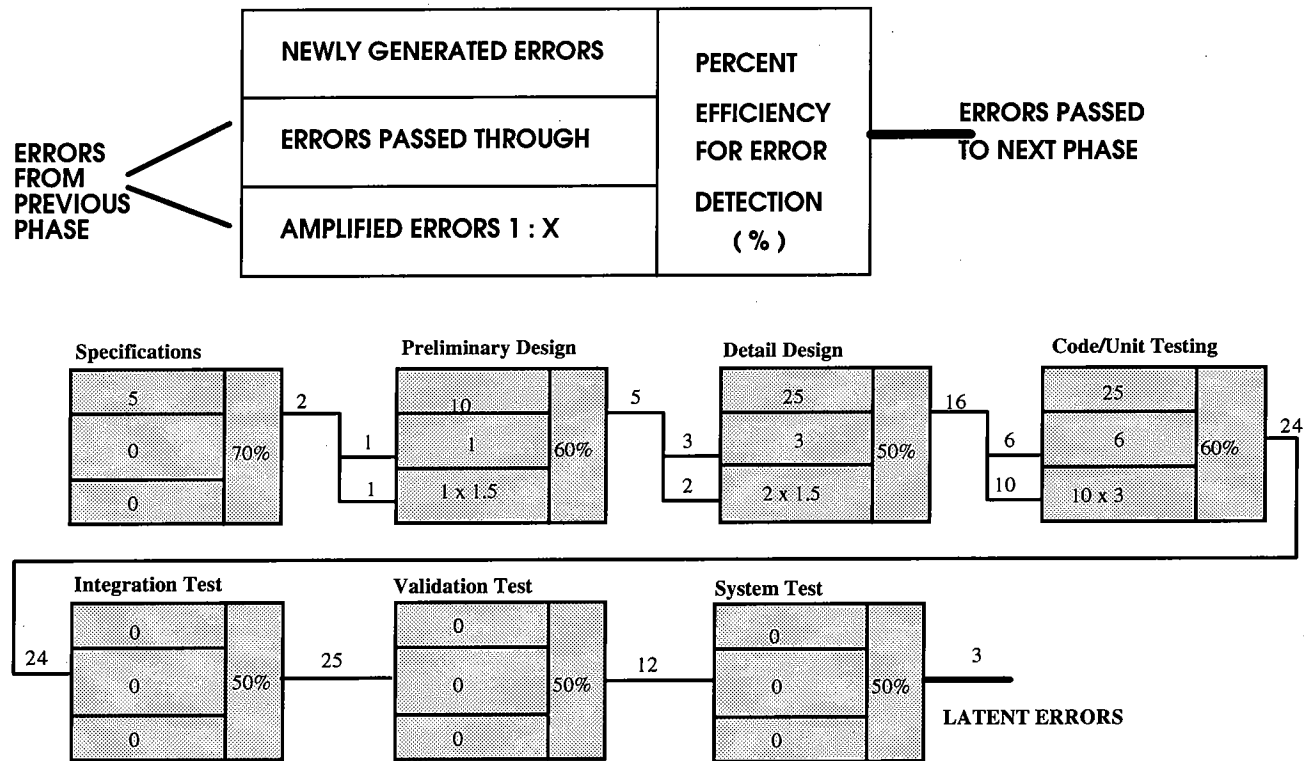 NEWLY GENERATED ERRORS
ERRORS PASSED THROUGH
AMPLIFIED ERRORS 1 : X
PERCENT
EFFICIENCY
FOR ERROR
DETECTION
( % )
ERRORS
FROM
PREVIOUS
PHASE
ERRORS PASSED
TO NEXT PHASE
Specifications
5
0
0
70%
2
1
1
Preliminary Design
10
1
1 x 1.5
60%
5
3
2
Detail Design
25
3
2 x 1.5
50%
16
6
10
Code/Unit Testing
25
6
10 x 3
60%
24
24
Integration Test
0
0
0
50%
25
Validation Test
0
0
0
50%
12
System Test
0
0
0
50%
3
LATENT ERRORS